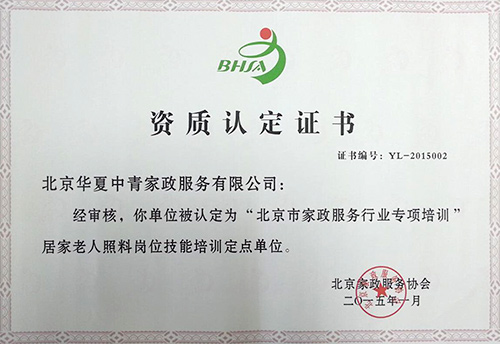 BHSA
资质认定证书
证书编号：YL-2015002
北京华夏中青家政服务有限公司：
经审核，你单位被认定为“北京市家政服务行业专项培训”
居家老人照料岗位技能培训定点单位。
北京家政服务协会
二〇一五年一月